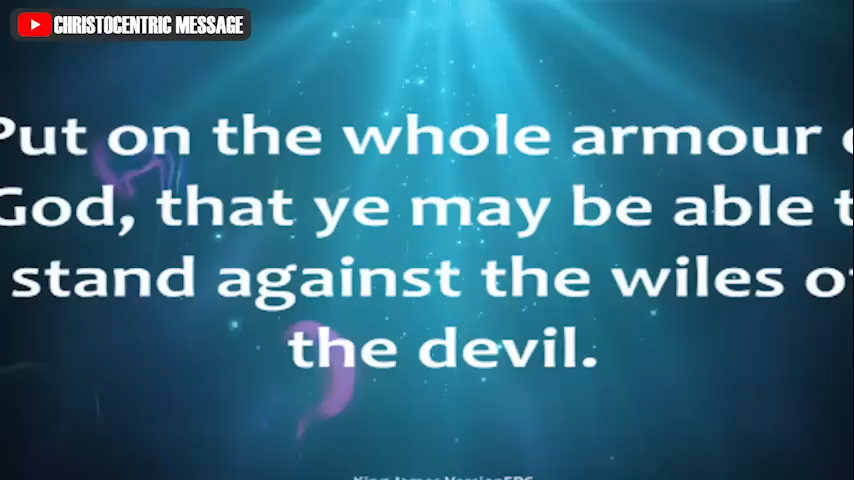 CHRISTOCENTRIC MESSAGE
Put on the whole armour
God, that ye may be able t
stand against the wiles of
the devil.